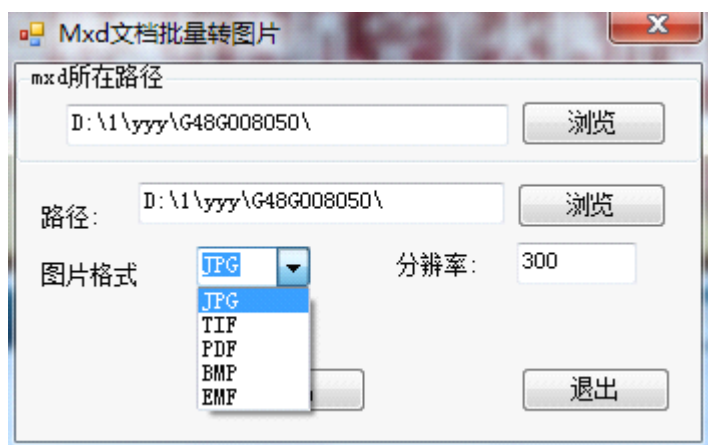 Mxd文档批量转图片
mxd所在路径
D:\1\yyy\G48G008050\
浏览
路径:
D:\1\yyy\G48G008050\
浏览
图片格式
JPG
分辨率:
300
JPG
TIF
PDF
BMP
EMF
退出